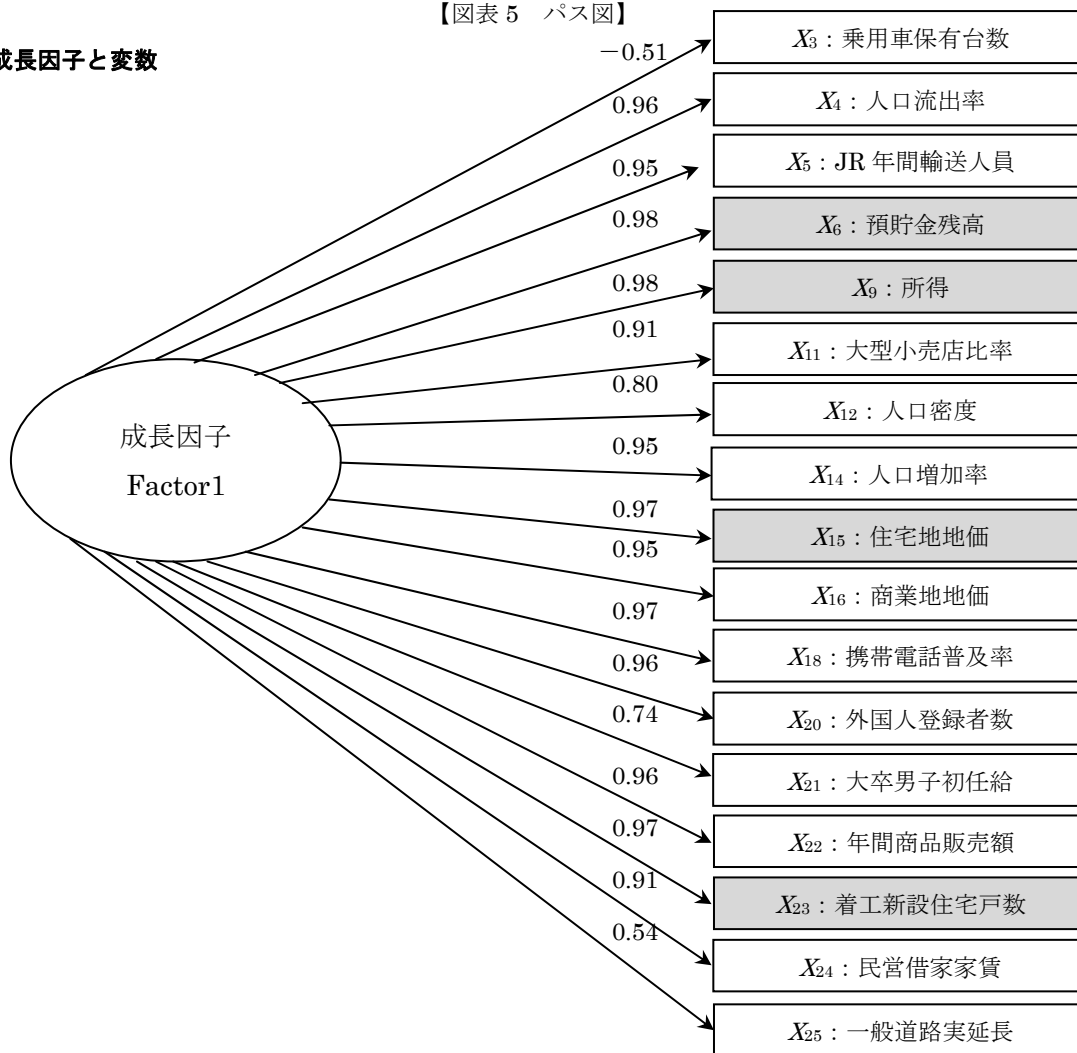 【図表 5　パス図】
成長因子と変数
-0.51
X3：乗用車保有台数
0.96
X4：人口流出率
0.95
X5：JR 年間輸送人員
0.98
X6：預貯金残高
0.98
X9：所得
0.91
X11：大型小売店比率
0.80
X12：人口密度
0.95
X14：人口増加率
0.97
X15：住宅地地価
0.95
X16：商業地地価
0.97
X18：携帯電話普及率
0.96
X20：外国人登録者数
0.74
X21：大卒男子初任給
0.96
X22：年間商品販売額
0.97
X23：着工新設住宅戸数
0.91
X24：民営借家家賃
0.54
X25：一般道路実延長
成長因子
Factor1